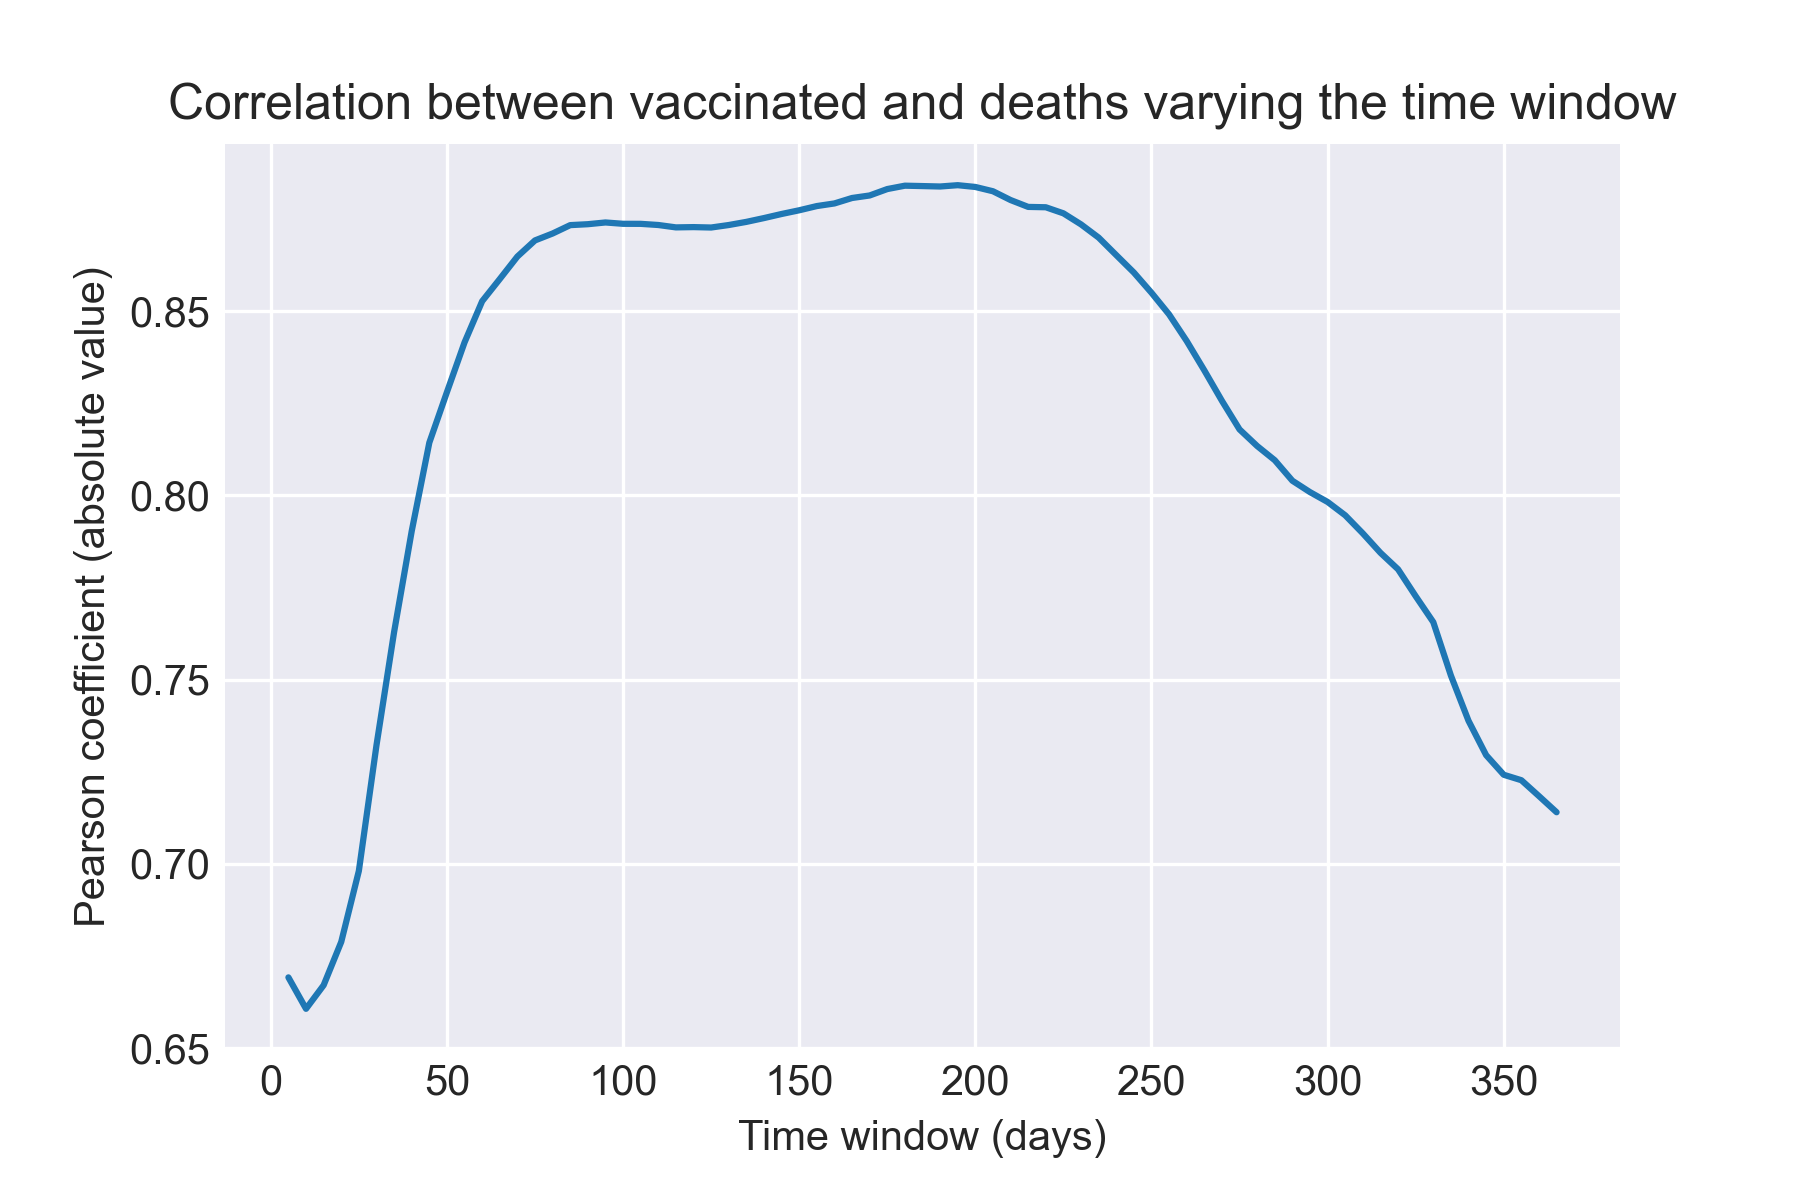 Correlation between vaccinated and deaths varying the time window
Pearson coefficient (absolute value)
0.85
0.80
0.75
0.70
0.65
0 50 100 150 200 250 300 350
Time window (days)